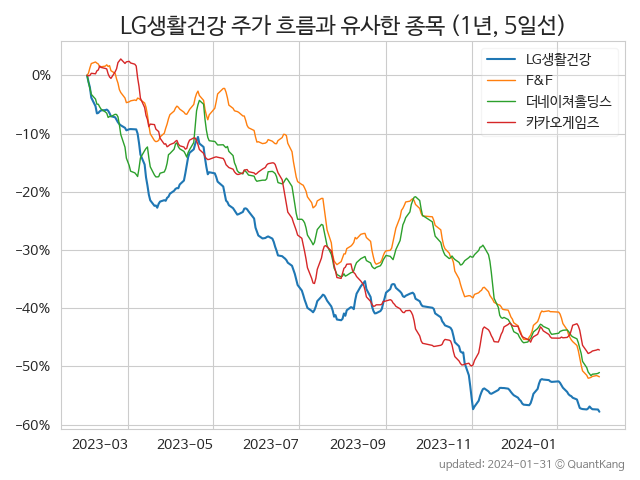 LG생활건강 주가 흐름과 유사한 종목 (1년, 5일선)
LG생활건강
F&F
더네이쳐홀딩스
카카오게임즈
0%
−10%
−20%
−30%
−40%
−50%
−60%
2023-03 2023-05 2023-07 2023-09 2023-11 2024-01
updated: 2024-01-31 © QuantKang